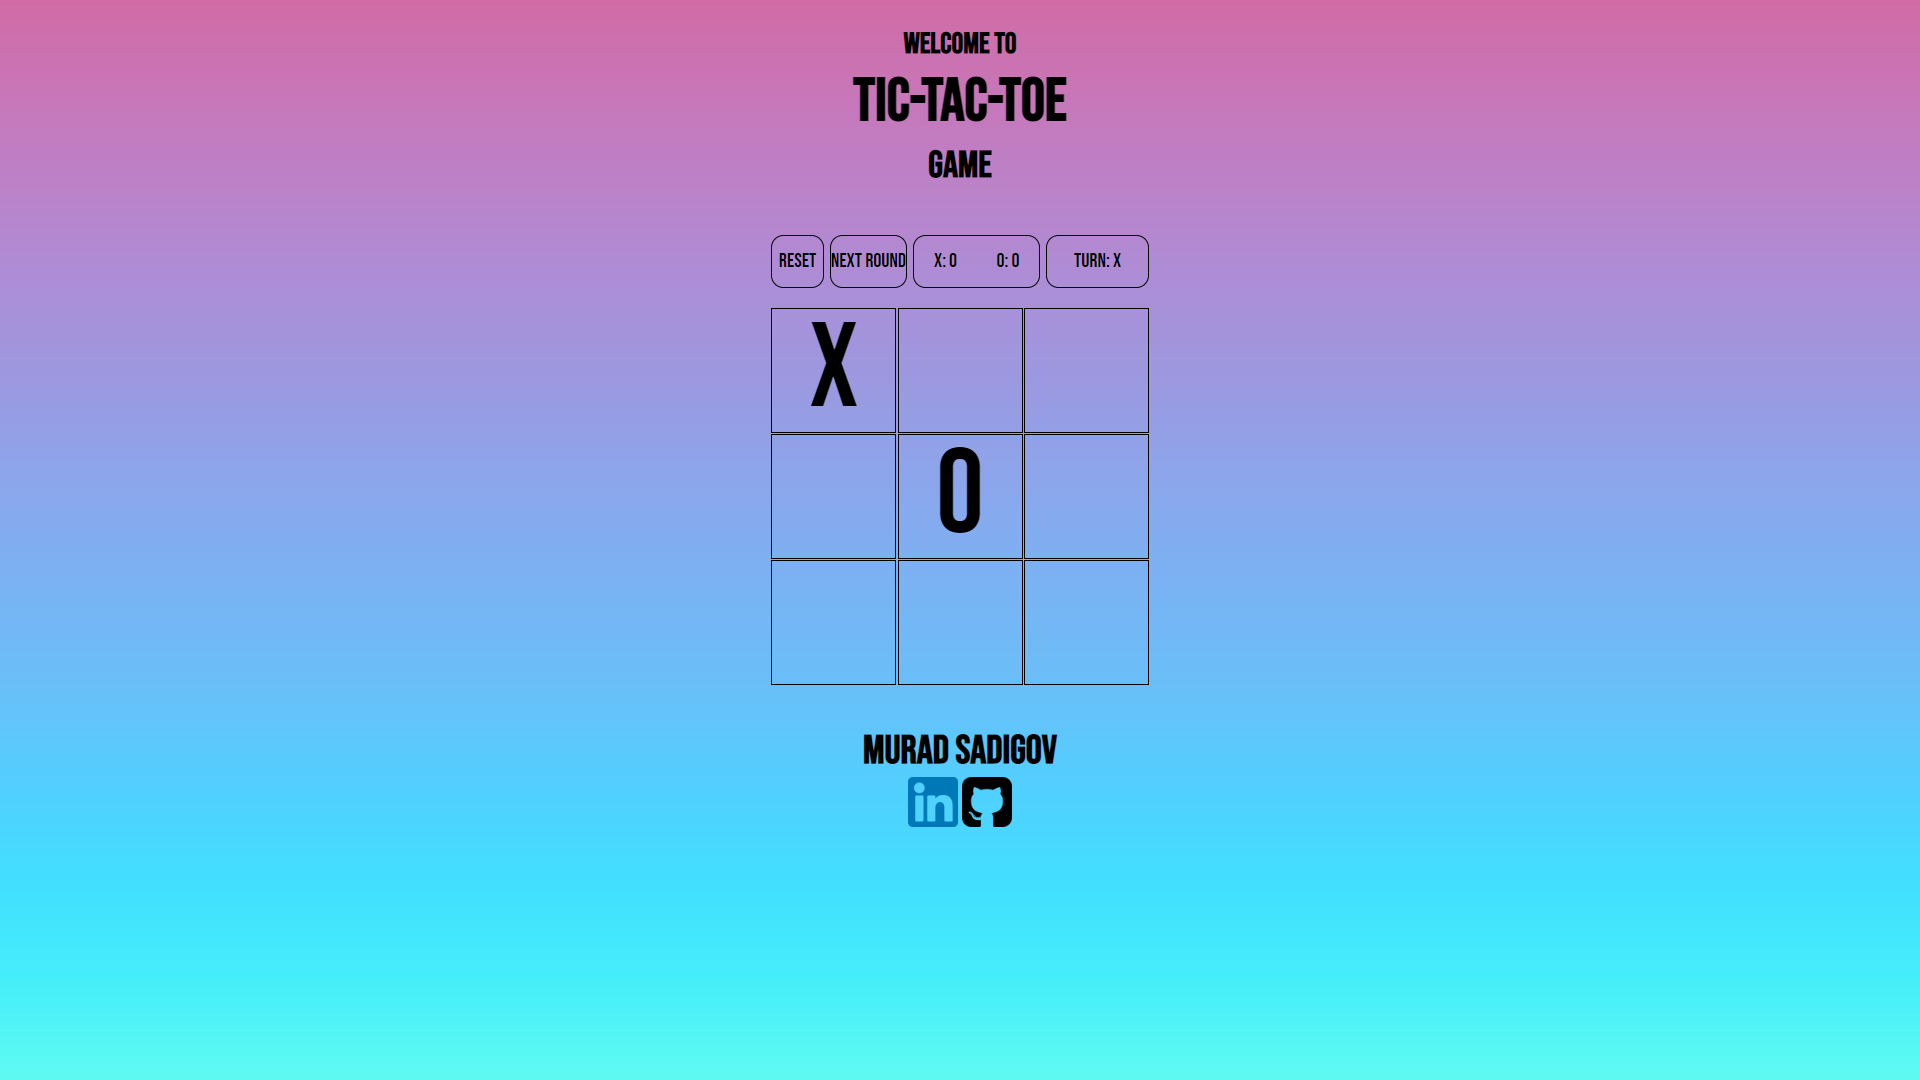 WELCOME TO
TIC-TAC-TOE
GAME
RESET NEXT ROUND X: 0 O: 0 TURN: X
X
O
MURAD SADIGOV
in